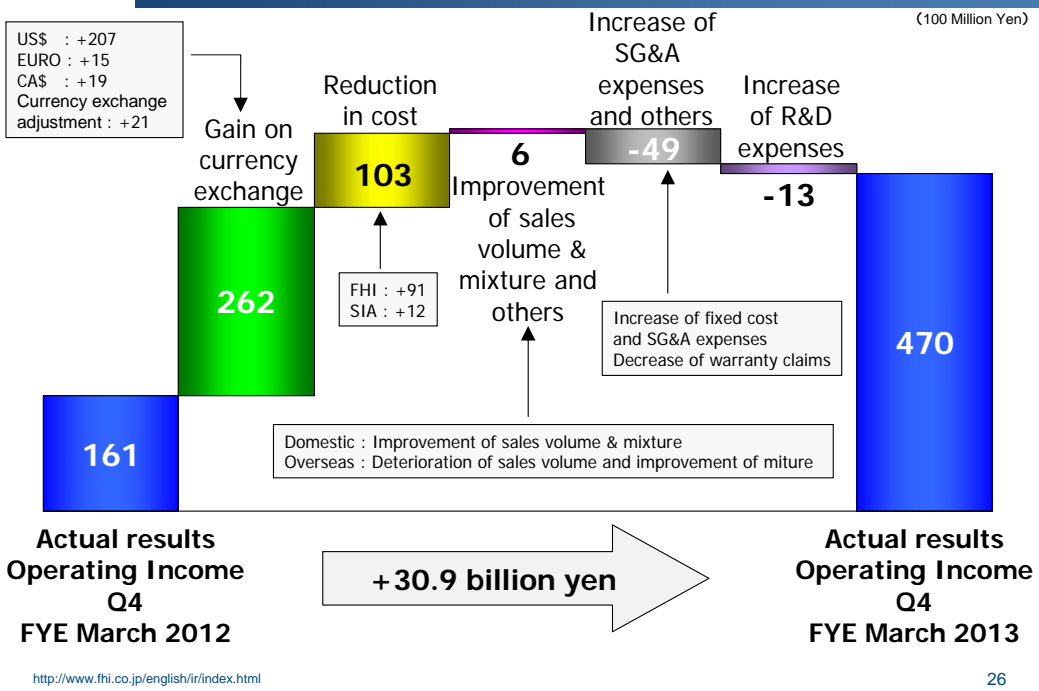 （100 Million Yen）
US$ : +207
EURO : +15
CA$ : +19
Currency exchange
adjustment : +21
Gain on
currency
exchange
Reduction
in cost
Increase of
SG&A
expenses
and others
Increase
of R&D
expenses
103
6
-49
-13
Improvement
of sales
volume &
mixture and
others
262
FHI : +91
SIA : +12
Increase of fixed cost
and SG&A expenses
Decrease of warranty claims
470
161
Domestic : Improvement of sales volume & mixture
Overseas : Deterioration of sales volume and improvement of miture
Actual results
Operating Income
Q4
FYE March 2012
+30.9 billion yen
Actual results
Operating Income
Q4
FYE March 2013
http://www.fhi.co.jp/english/ir/index.html
26